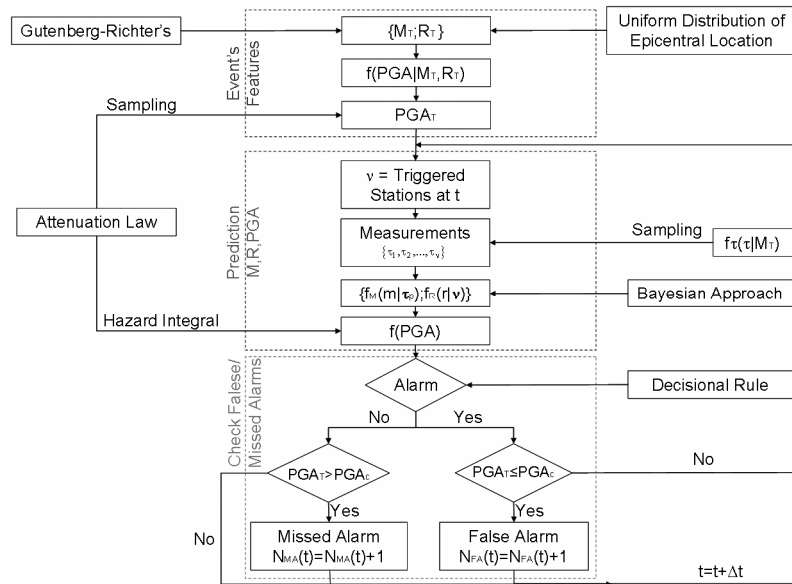 Gutenberg-Richter's
{MT;RT}
Uniform Distribution of
Epicentral Location
Event's
Features
f(PGA|MT,RT)
Sampling
PGAT
ν = Triggered
Stations at t
Attenuation Law
Prediction
M,R,PGA
Measurements
{τ1,τ2,...,τν}
Sampling
fτ(τ|MT)
{fM(m|τp);fR(r|ν)}
Bayesian Approach
Hazard Integral
f(PGA)
Check Falese/
Missed Alarms
Alarm
Decisional Rule
No
Yes
PGAT>PGAc
PGAT≤PGAc
No
Yes
Yes
No
Missed Alarm
NMA(t)=NMA(t)+1
False Alarm
NFA(t)=NFA(t)+1
t=t+Δt